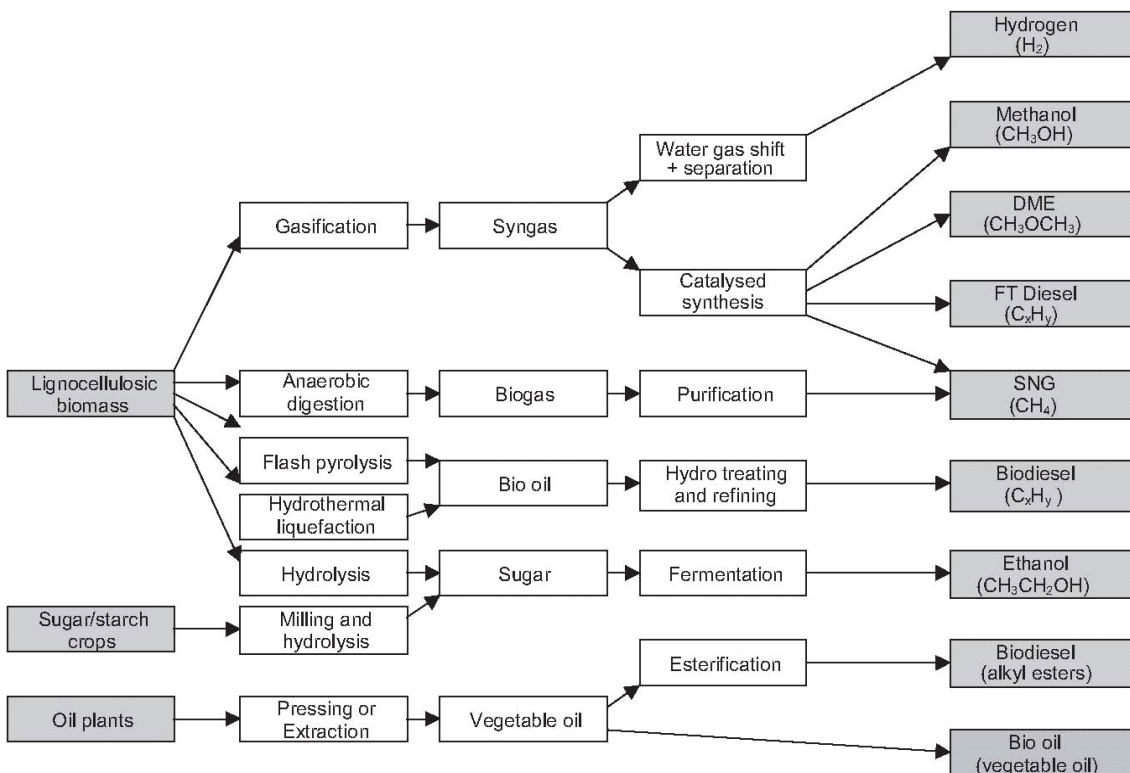 Hydrogen
(H₂)
Methanol
(CH₃OH)
Water gas shift
+ separation
DME
(CH₃OCH₃)
Gasification
Syngas
Catalysed
synthesis
FT Diesel
(CₓHᵧ)
Lignocellulosic
biomass
Anaerobic
digestion
Biogas
Purification
SNG
(CH₄)
Flash pyrolysis
Bio oil
Hydro treating
and refining
Biodiesel
(CₓHᵧ )
Hydrothermal
liquefaction
Hydrolysis
Sugar
Fermentation
Ethanol
(CH₃CH₂OH)
Sugar/starch
crops
Milling and
hydrolysis
Esterification
Biodiesel
(alkyl esters)
Oil plants
Pressing or
Extraction
Vegetable oil
Bio oil
(vegetable oil)